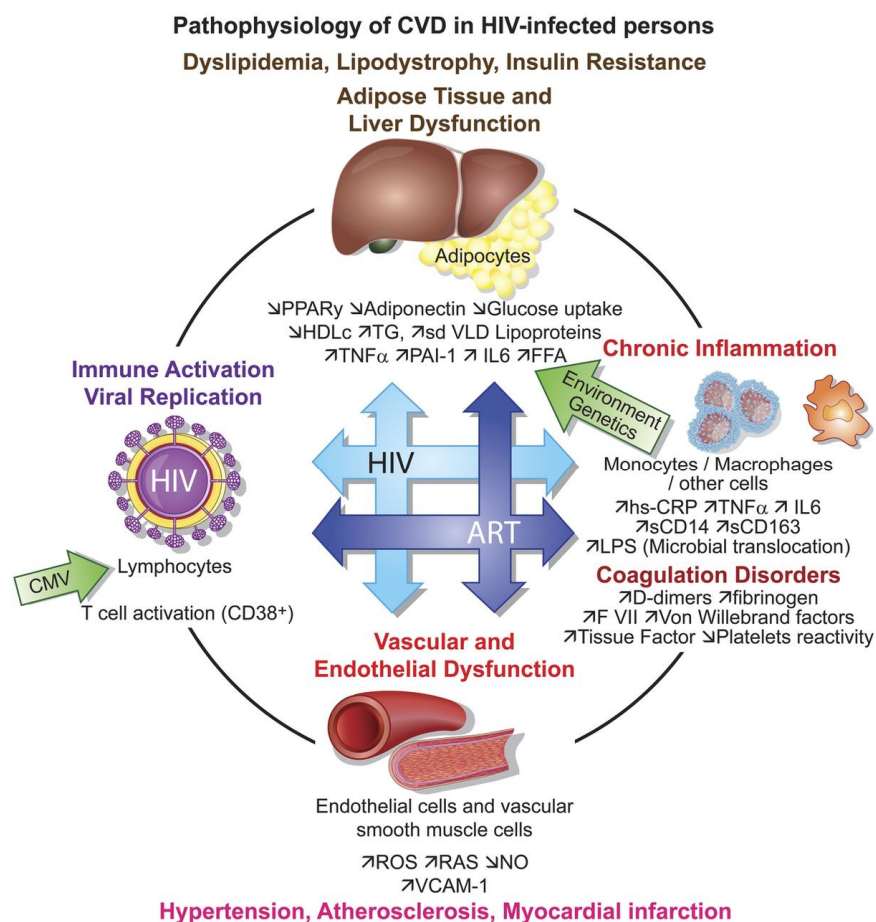 Pathophysiology of CVD in HIV-infected persons
Dyslipidemia, Lipodystrophy, Insulin Resistance
Adipose Tissue and
Liver Dysfunction
Adipocytes
↘PPARy ↘Adiponectin ↘Glucose uptake
↘HDLc ↗TG, ↗sd VLD Lipoproteins
↗TNFα ↗PAI-1 ↗ IL6 ↗FFA
Immune Activation
Viral Replication
HIV
Lymphocytes
CMV
T cell activation (CD38+)
HIV
ART
Environment
Genetics
Chronic Inflammation
Monocytes / Macrophages
/ other cells
↗hs-CRP ↗TNFα ↗ IL6
↗sCD14 ↗sCD163
↗LPS (Microbial translocation)
Coagulation Disorders
↗D-dimers ↗fibrinogen
↗F VII ↗Von Willebrand factors
↗Tissue Factor ↘Platelets reactivity
Vascular and
Endothelial Dysfunction
Endothelial cells and vascular
smooth muscle cells
↗ROS ↗RAS ↘NO
↗VCAM-1
Hypertension, Atherosclerosis, Myocardial infarction